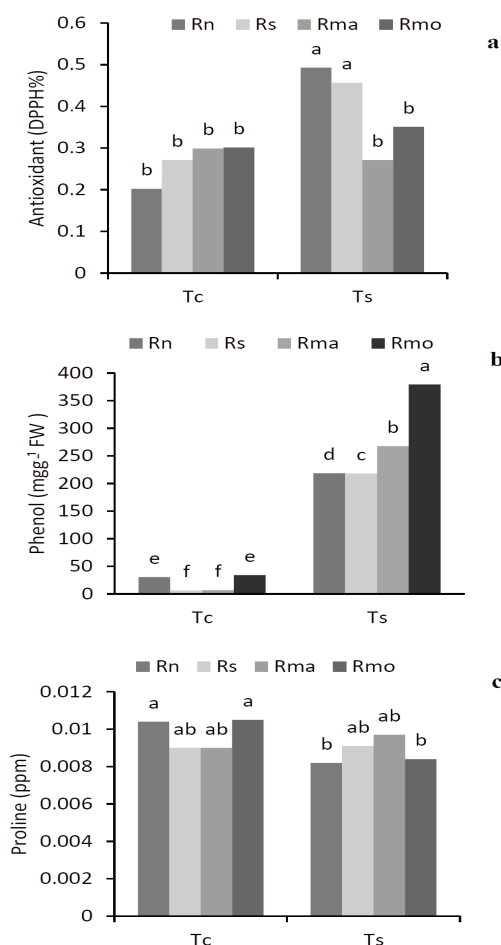 Rn Rs Rma Rmo
a
Antioxidant (DPPH%)
0.6
0.5
0.4
0.3
0.2
0.1
0
b b b b a a b b
Tc Ts
Rn Rs Rma Rmo
b
Phenol (mgg⁻¹ FW )
400
350
300
250
200
150
100
50
0
e f f e d c b a
Tc Ts
Rn Rs Rma Rmo
c
Proline (ppm)
0.012
0.01
0.008
0.006
0.004
0.002
0
a ab ab a b ab ab b
Tc Ts